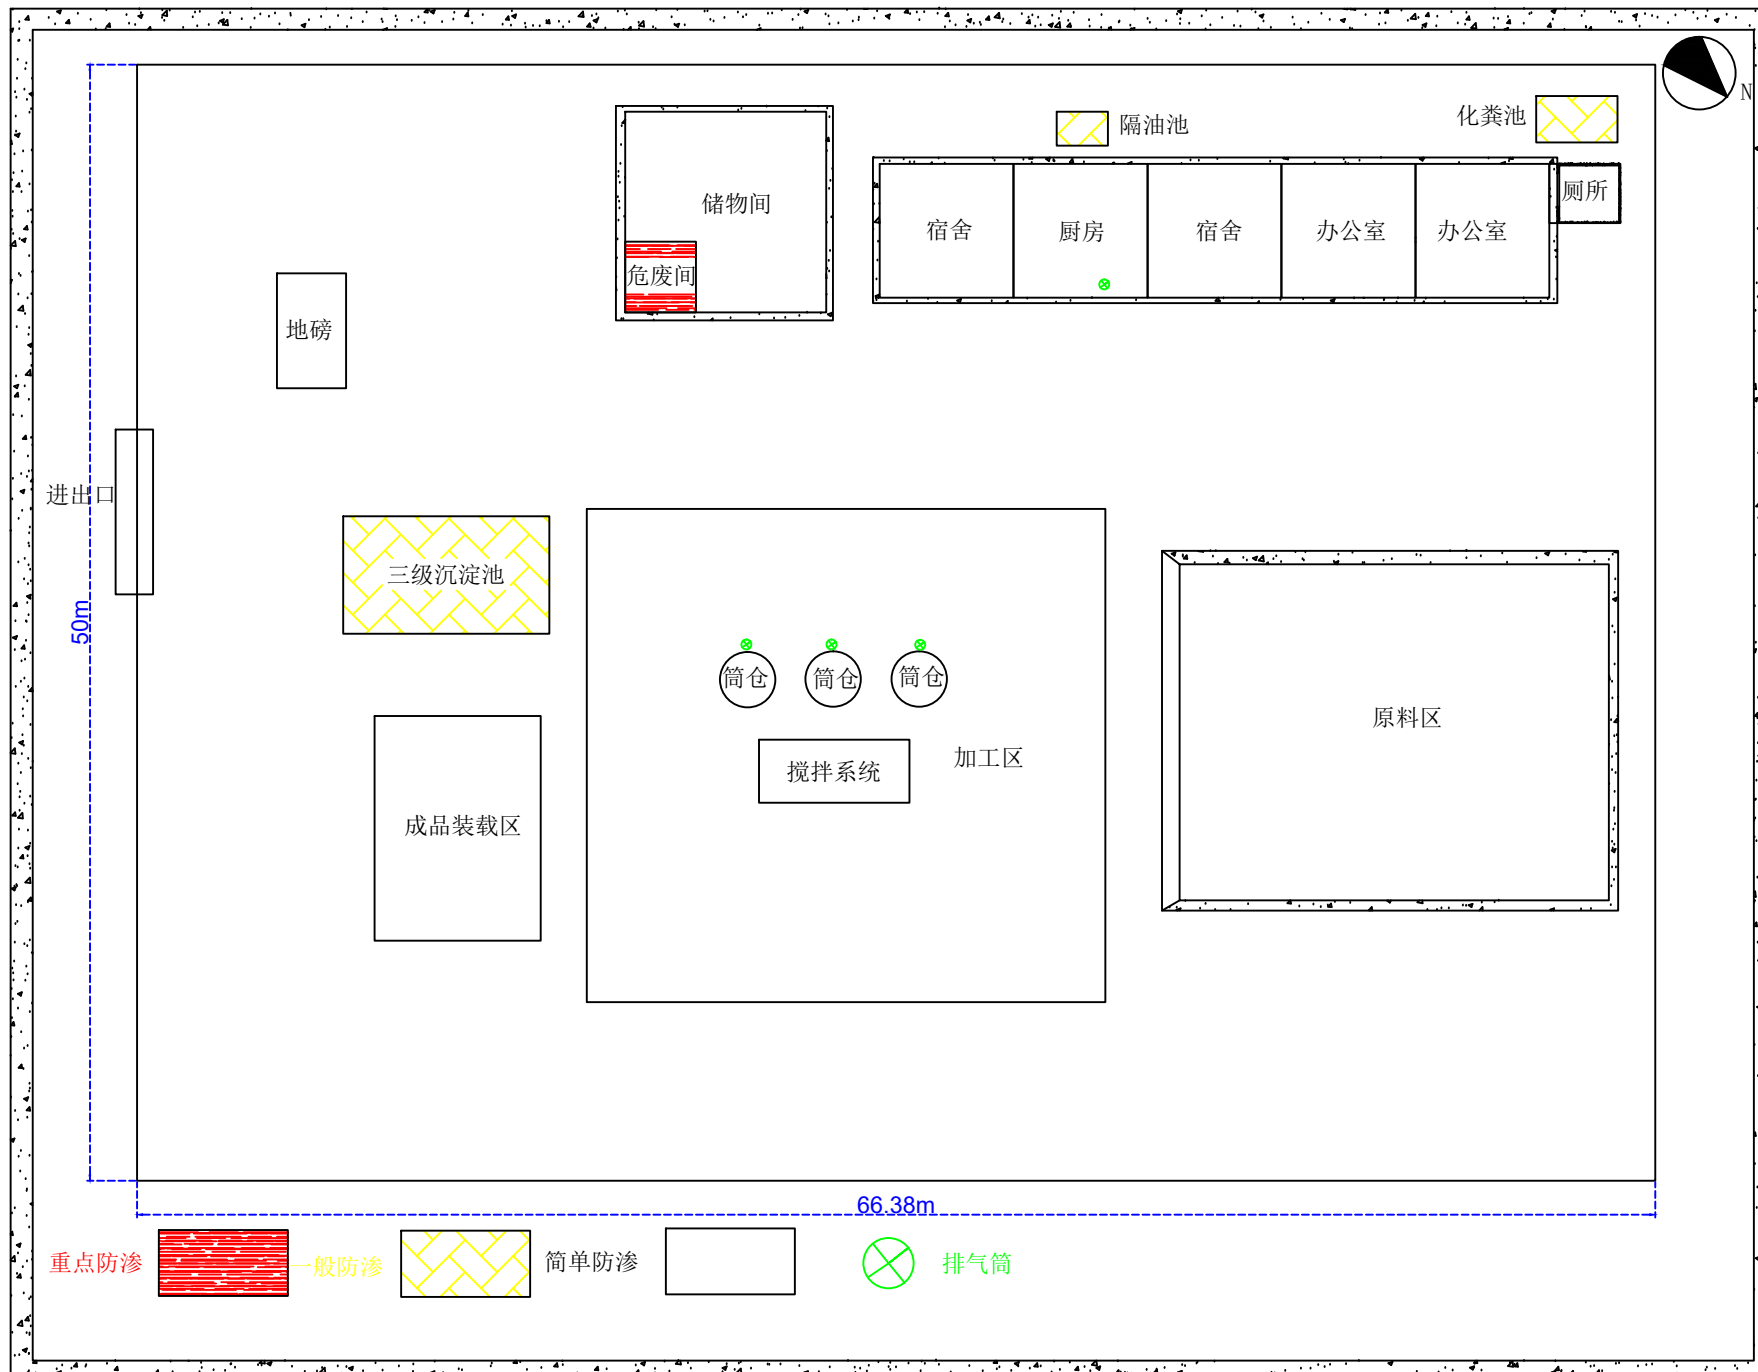 N
隔油池
化粪池
储物间
宿舍
厨房
宿舍
办公室
办公室
厕所
危废间
地磅
进出口
三级沉淀池
50m
筒仓
筒仓
筒仓
原料区
搅拌系统
加工区
成品装载区
66.38m
重点防渗
一般防渗
简单防渗
排气筒